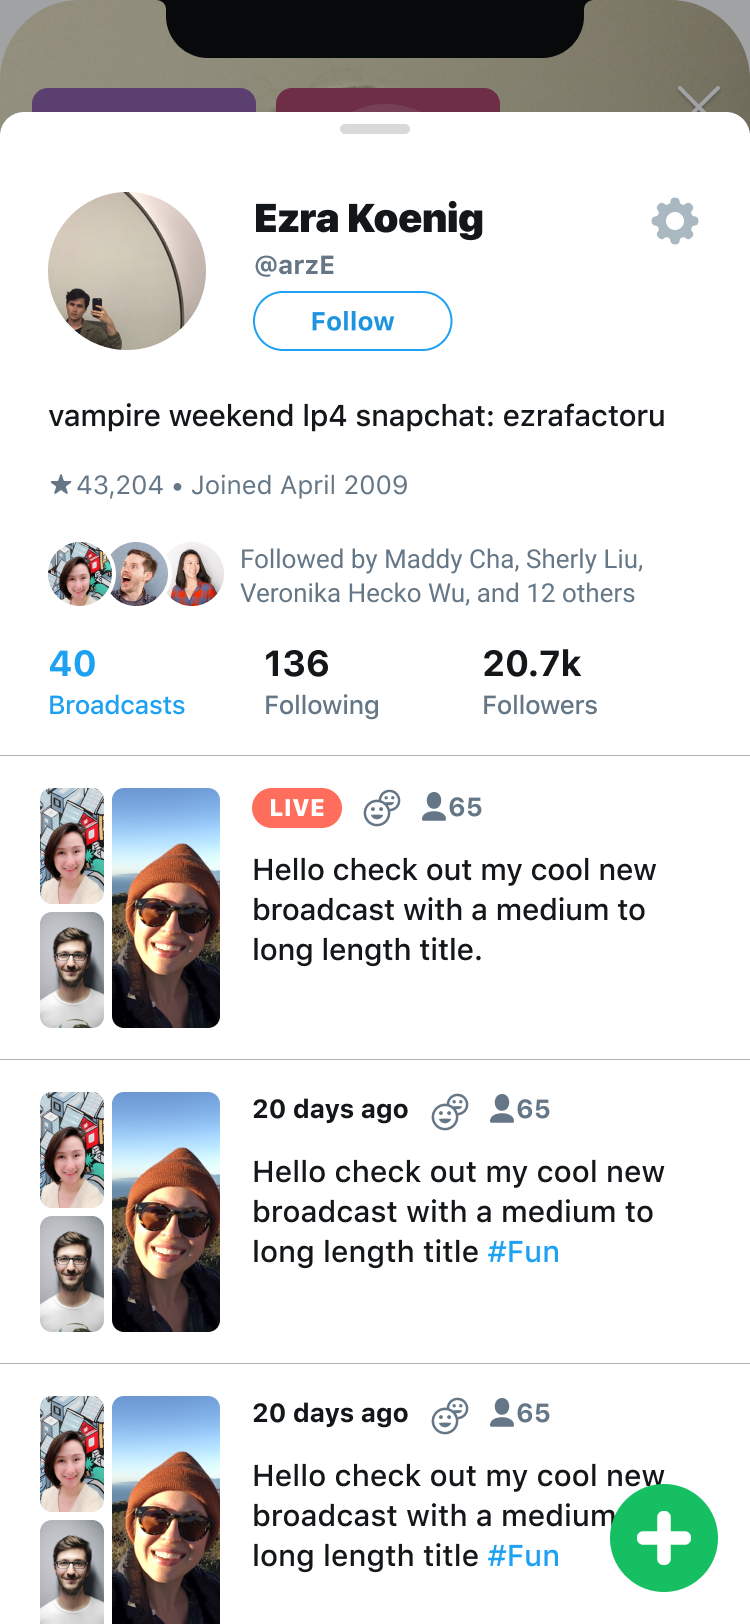 Ezra Koenig
@arzE
Follow
vampire weekend lp4 snapchat: ezrafactoru
★ 43,204 • Joined April 2009
Followed by Maddy Cha, Sherly Liu,
Veronika Hecko Wu, and 12 others
40 136 20.7k
Broadcasts Following Followers
LIVE 65
Hello check out my cool new
broadcast with a medium to
long length title.
20 days ago 65
Hello check out my cool new
broadcast with a medium to
long length title #Fun
20 days ago 65
Hello check out my cool new
broadcast with a medium
long length title #Fun